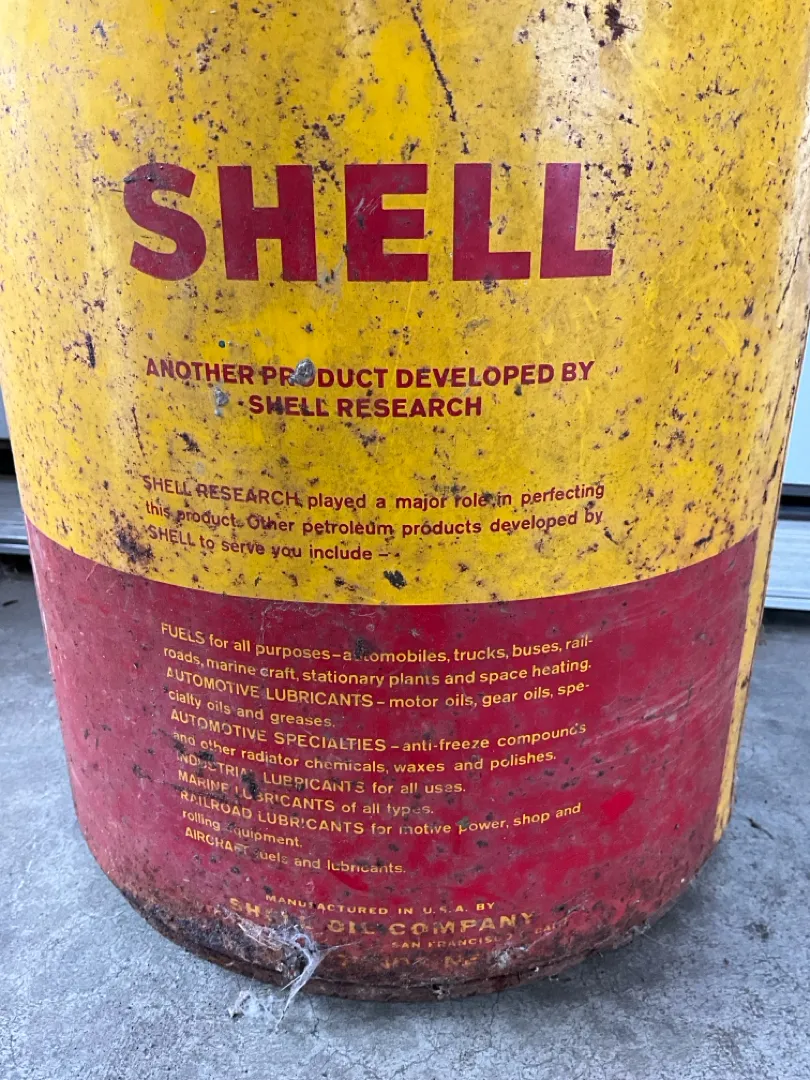 SHELL
ANOTHER PRODUCT DEVELOPED BY
SHELL RESEARCH
SHELL RESEARCH played a major role in perfecting
this product. Other petroleum products developed by
SHELL to serve you include –
FUELS for all purposes–automobiles, trucks, buses, rail-
roads, marine craft, stationary plants and space heating.
AUTOMOTIVE LUBRICANTS – motor oils, gear oils, spe-
cialty oils and greases.
AUTOMOTIVE SPECIALTIES – anti-freeze compounds
and other radiator chemicals, waxes and polishes.
INDUSTRIAL LUBRICANTS for all uses.
MARINE LUBRICANTS of all types.
RAILROAD LUBRICANTS for motive power, shop and
rolling equipment.
AIRCRAFT fuels and lubricants.
MANUFACTURED IN U.S.A. BY
SHELL OIL COMPANY
SAN FRANCISCO